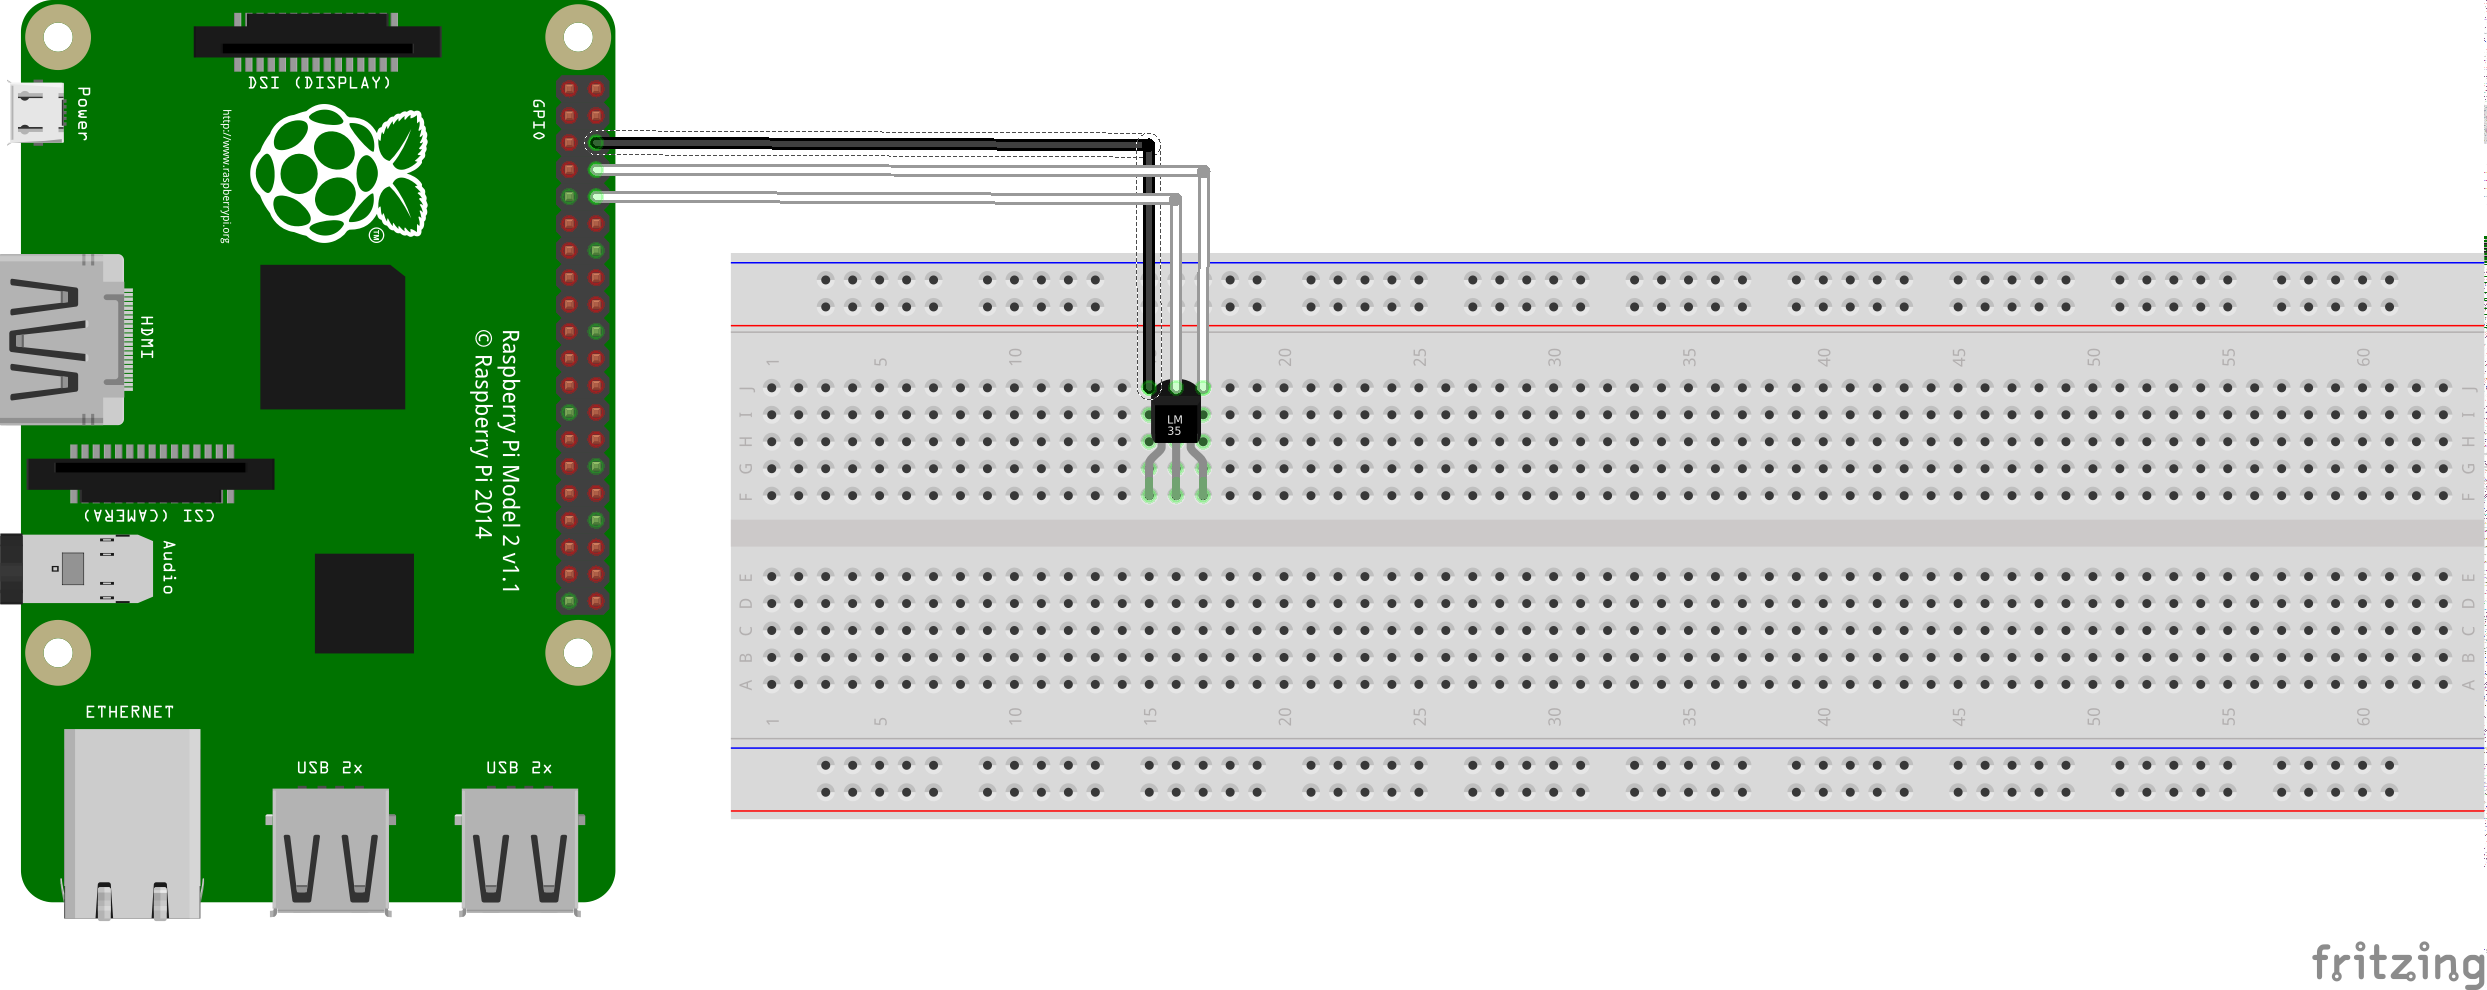 DSI (DISPLAY)
Power
GPIO
http://www.raspberrypi.org
TM
HDMI
Raspberry Pi Model 2 v1.1
© Raspberry Pi 2014
CSI (CAMERA)
Audio
ETHERNET
USB 2x
USB 2x
1 5 10 20 25 30 35 40 45 50 55 60
J J
I I
H H
G G
F F
LM
35
E E
D D
C C
B B
A A
1 5 10 15 20 25 30 35 40 45 50 55 60
fritzing